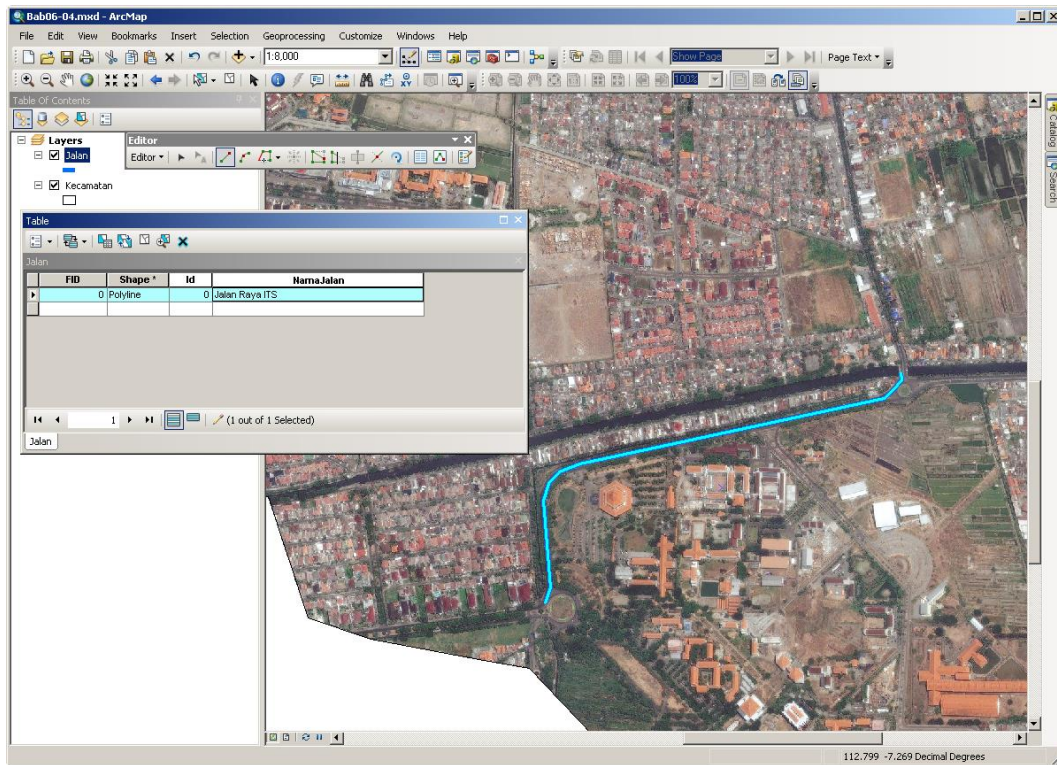 Bab06-04.mxd - ArcMap
File Edit View Bookmarks Insert Selection Geoprocessing Customize Windows Help
1:8,000 Show Page Page Text
100%
Table Of Contents
Layers
Jalan
Kecamatan
Editor
Editor
Catalog
Search
Table
Jalan
FID Shape * Id NamaJalan
0 Polyline 0 Jalan Raya ITS
1 (1 out of 1 Selected)
Jalan
112.799 -7.269 Decimal Degrees